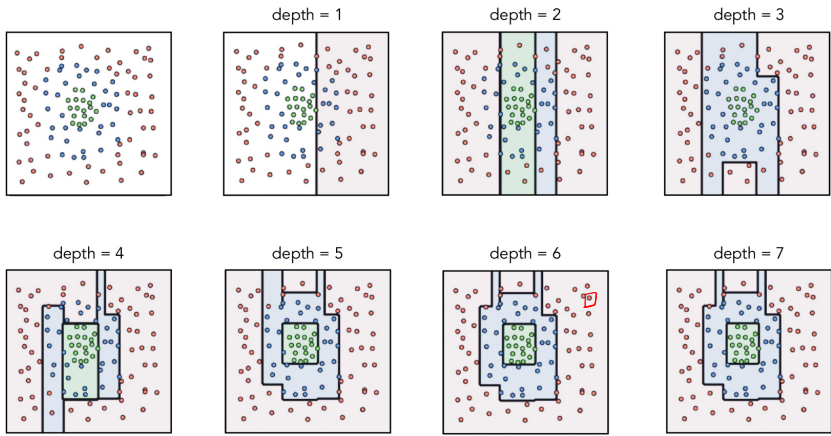 depth = 1
depth = 2
depth = 3
depth = 4
depth = 5
depth = 6
depth = 7